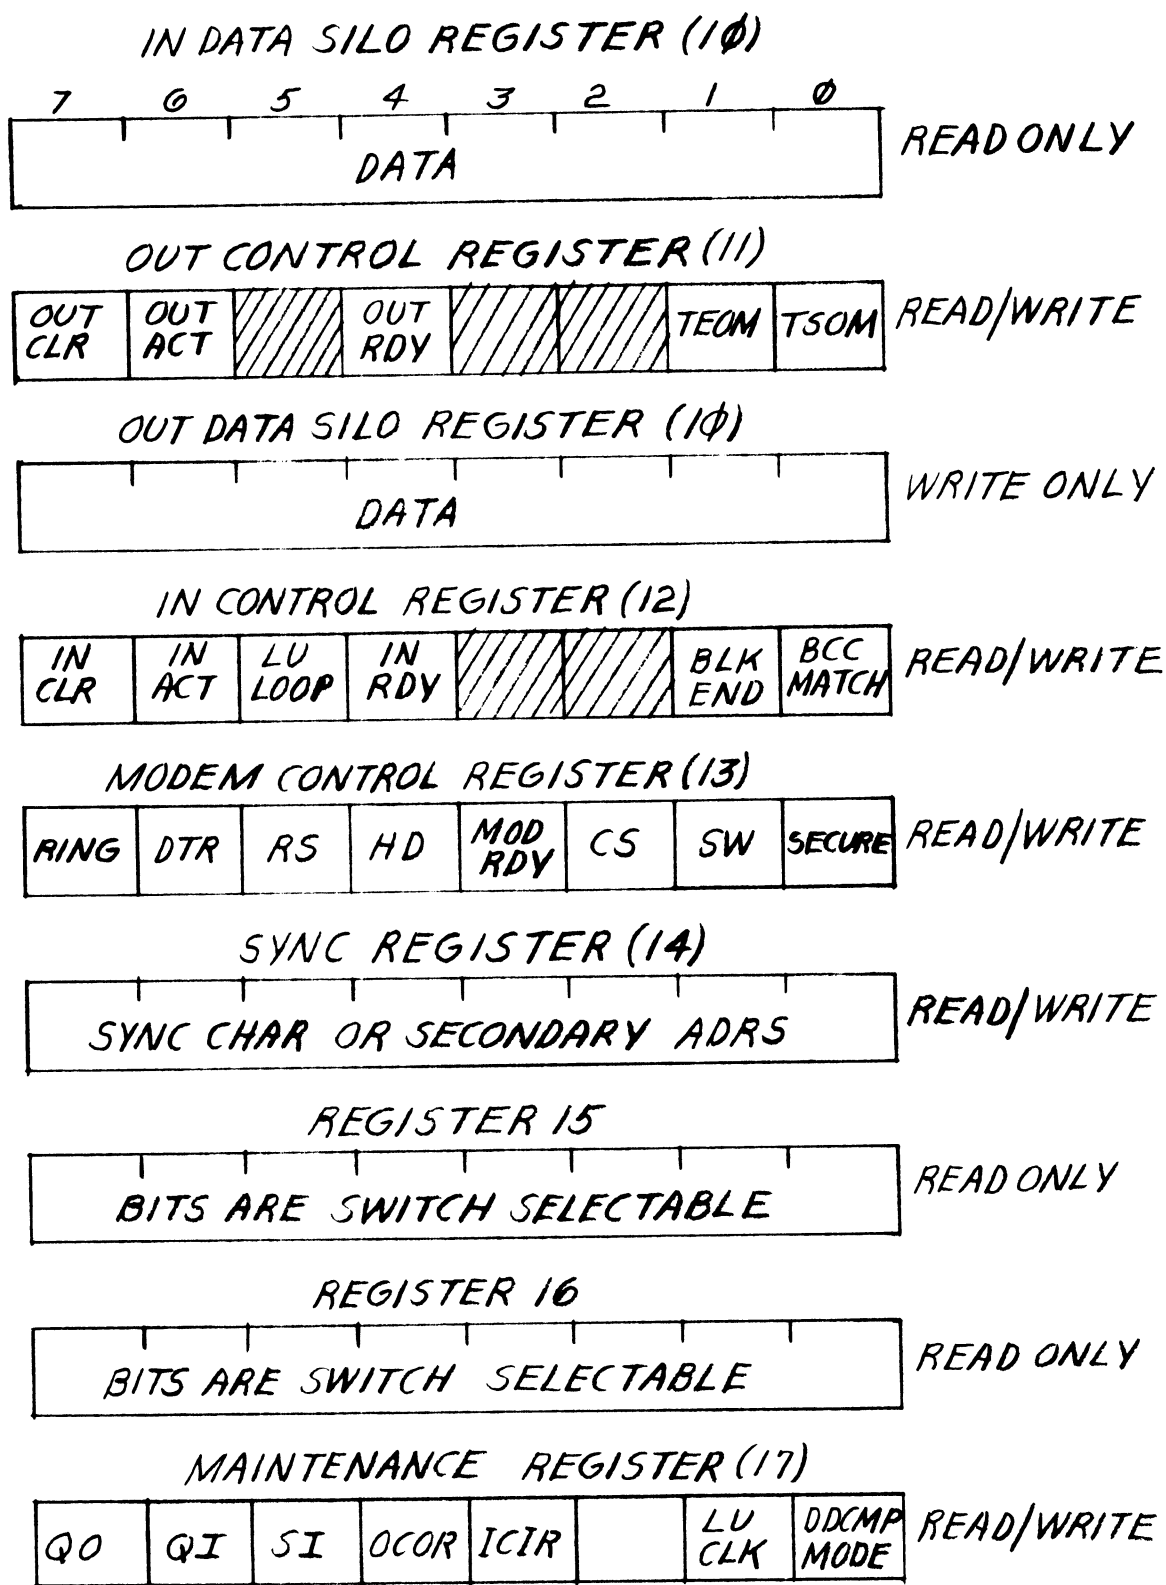 IN DATA SILO REGISTER (1Ø)
7 6 5 4 3 2 1 Ø
DATA
READ ONLY
OUT CONTROL REGISTER (11)
OUT CLR
OUT ACT
OUT RDY
TEOM
TSOM
READ/WRITE
OUT DATA SILO REGISTER (1Ø)
DATA
WRITE ONLY
IN CONTROL REGISTER (12)
IN CLR
IN ACT
LU LOOP
IN RDY
BLK END
BCC MATCH
READ/WRITE
MODEM CONTROL REGISTER (13)
RING
DTR
RS
HD
MOD RDY
CS
SW
SECURE
READ/WRITE
SYNC REGISTER (14)
SYNC CHAR OR SECONDARY ADRS
READ/WRITE
REGISTER 15
BITS ARE SWITCH SELECTABLE
READ ONLY
REGISTER 16
BITS ARE SWITCH SELECTABLE
READ ONLY
MAINTENANCE REGISTER (17)
QO
QI
SI
OCOR
ICIR
LU CLK
DDCMP MODE
READ/WRITE